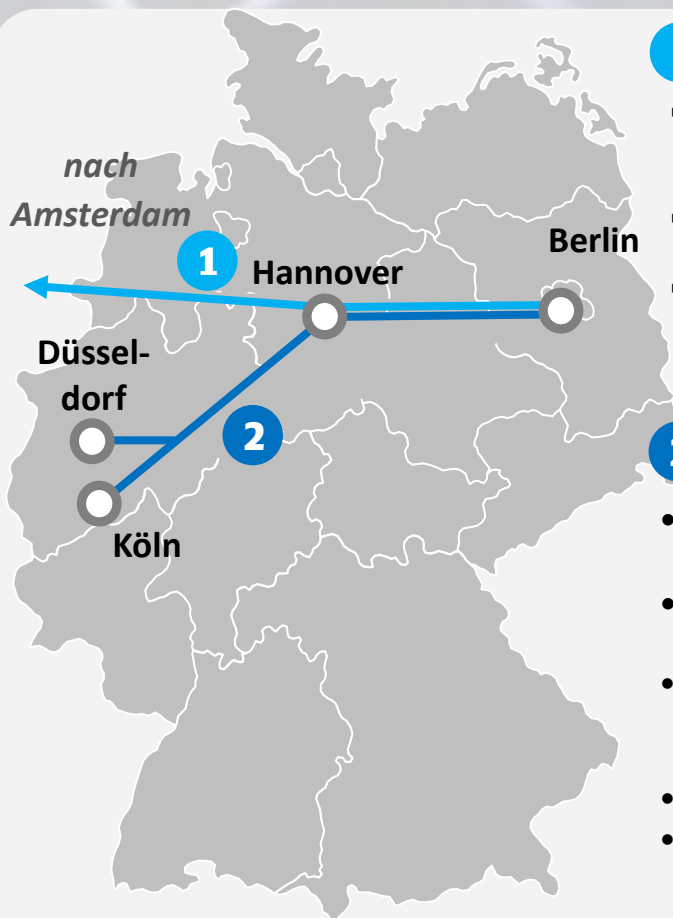 nach
Amsterdam
1
Hannover
Berlin
Düssel-
dorf
2
Köln